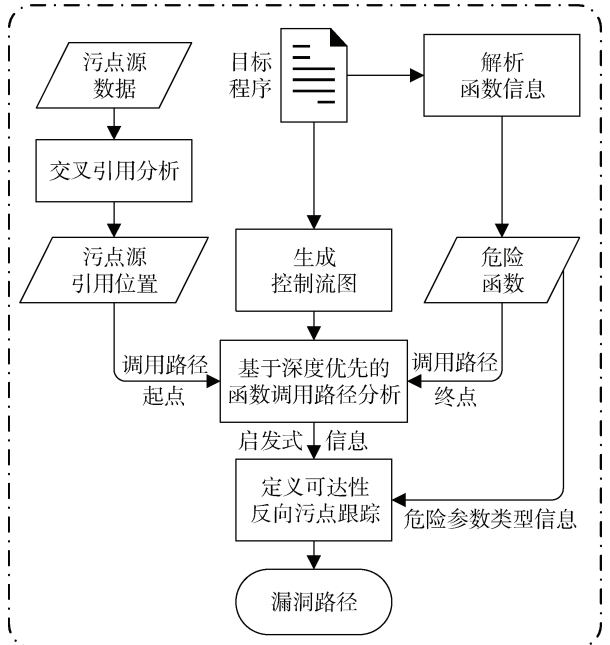 污点源
数据
目标
程序
解析
函数信息
交叉引用分析
污点源
引用位置
生成
控制流图
危险
函数
调用路径
起点
基于深度优先的
函数调用路径分析
调用路径
终点
启发式 信息
定义可达性
反向污点跟踪
危险参数类型信息
漏洞路径